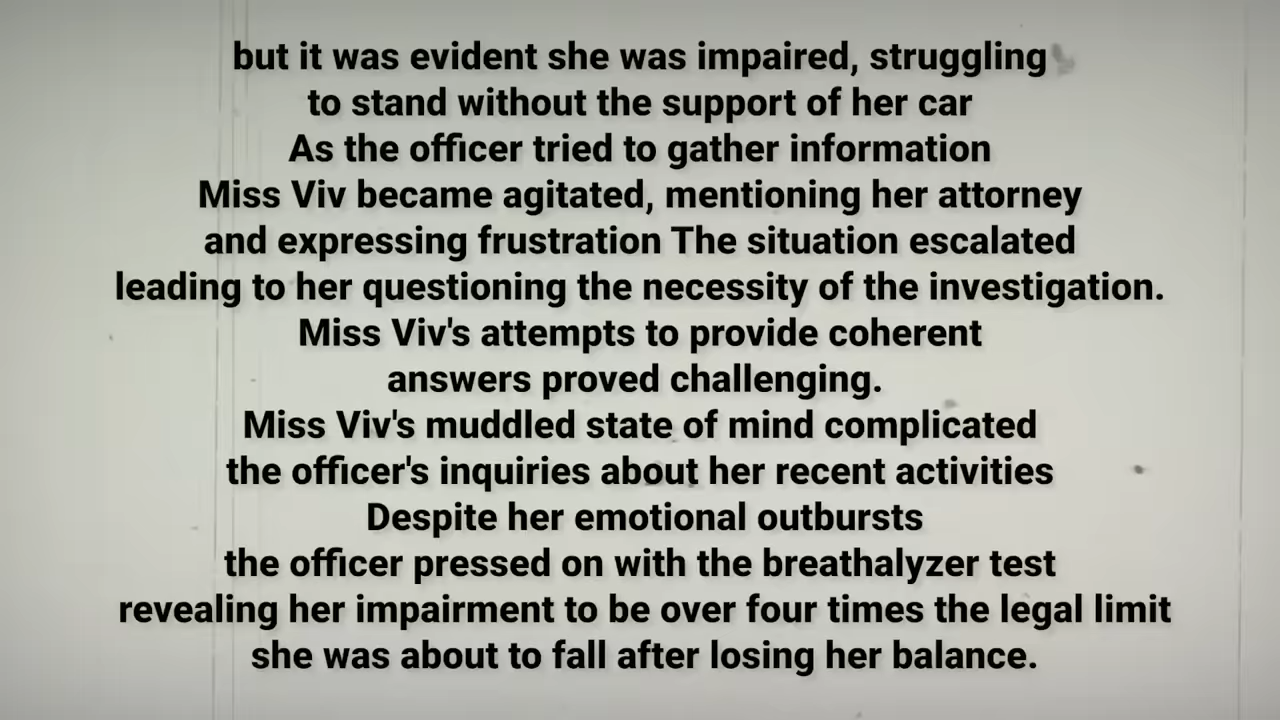 but it was evident she was impaired, struggling
to stand without the support of her car
As the officer tried to gather information
Miss Viv became agitated, mentioning her attorney
and expressing frustration The situation escalated
leading to her questioning the necessity of the investigation.
Miss Viv's attempts to provide coherent
answers proved challenging.
Miss Viv's muddled state of mind complicated
the officer's inquiries about her recent activities
Despite her emotional outbursts
the officer pressed on with the breathalyzer test
revealing her impairment to be over four times the legal limit
she was about to fall after losing her balance.